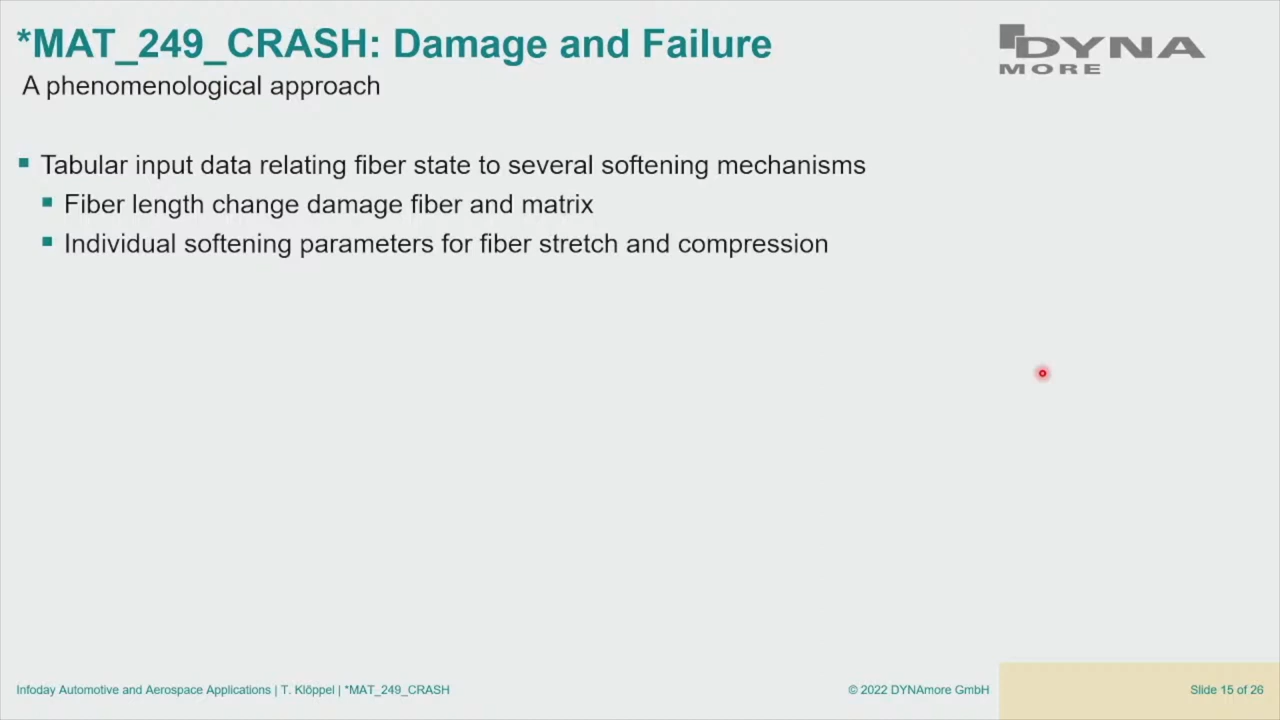 *MAT_249_CRASH: Damage and Failure
DYNA
MORE
A phenomenological approach
Tabular input data relating fiber state to several softening mechanisms
Fiber length change damage fiber and matrix
Individual softening parameters for fiber stretch and compression
Infoday Automotive and Aerospace Applications | T. Klöppel | *MAT_249_CRASH
© 2022 DYNAmore GmbH
Slide 15 of 26